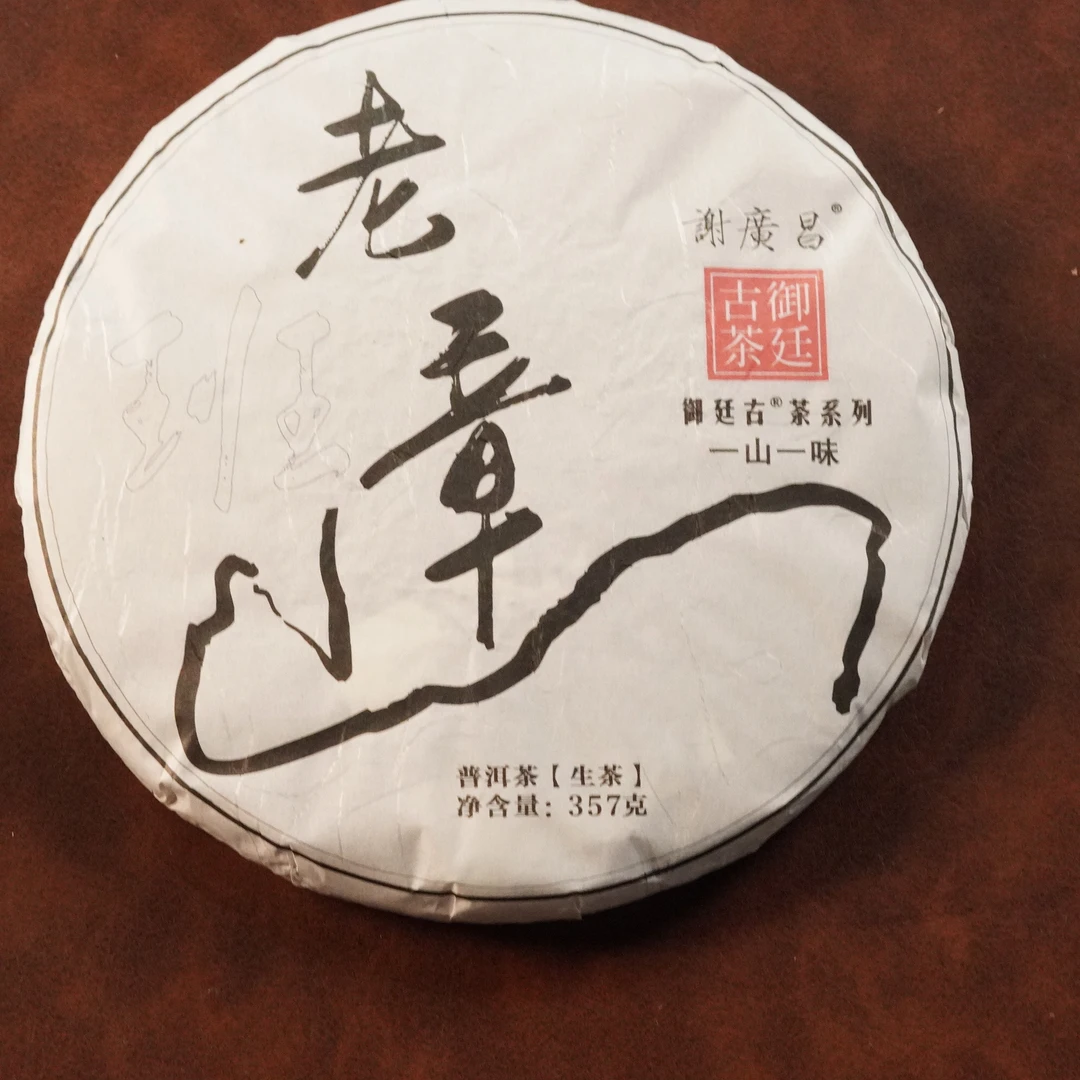 老
班
章
謝廣昌®
御廷
古茶
御廷古®茶系列
一山一味
普洱茶【生茶】
净含量：357克